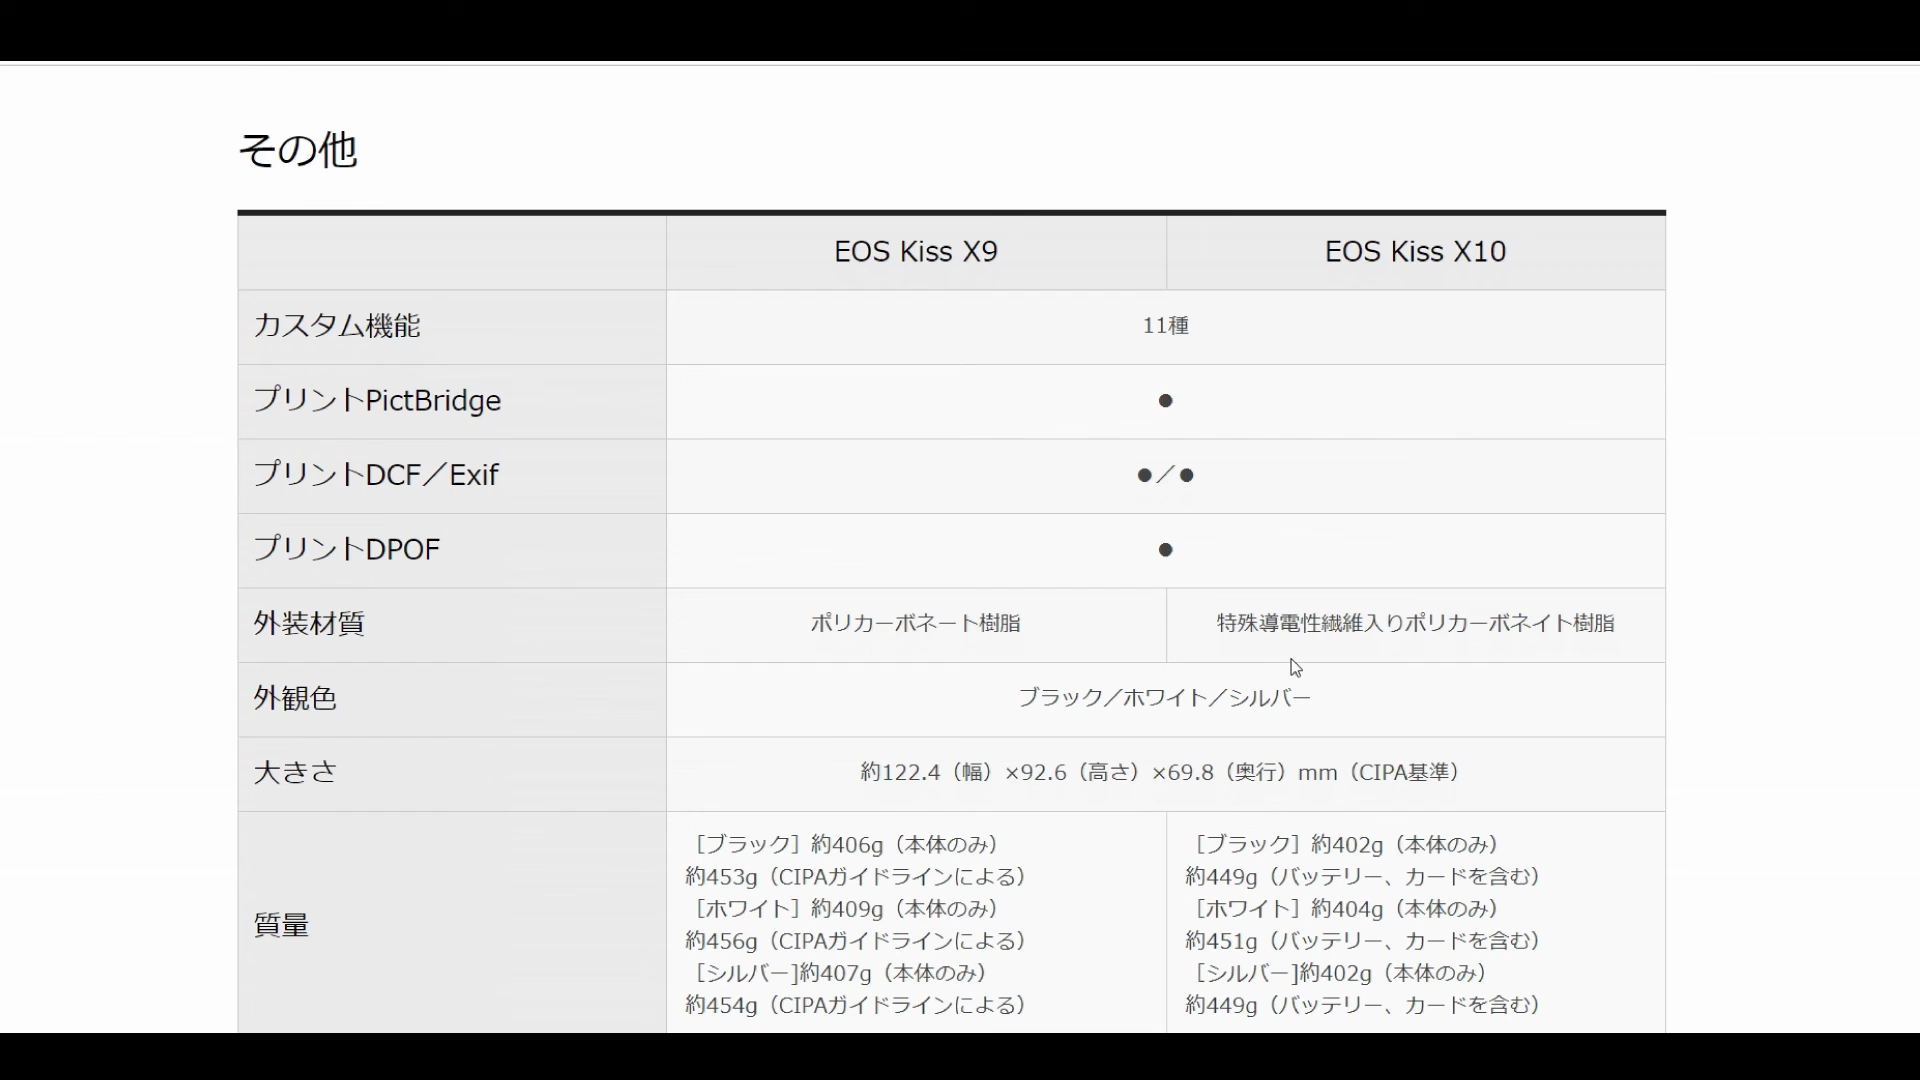 その他
EOS Kiss X9
EOS Kiss X10
カスタム機能
11種
プリントPictBridge
●
プリントDCF／Exif
●／●
プリントDPOF
●
外装材質
ポリカーボネート樹脂
特殊導電性繊維入りポリカーボネイト樹脂
外観色
ブラック／ホワイト／シルバー
大きさ
約122.4（幅）×92.6（高さ）×69.8（奥行）mm（CIPA基準）
質量
［ブラック］約406g（本体のみ）
約453g（CIPAガイドラインによる）
［ホワイト］約409g（本体のみ）
約456g（CIPAガイドラインによる）
［シルバー]約407g（本体のみ）
約454g（CIPAガイドラインによる）
［ブラック］約402g（本体のみ）
約449g（バッテリー、カードを含む）
［ホワイト］約404g（本体のみ）
約451g（バッテリー、カードを含む）
［シルバー]約402g（本体のみ）
約449g（バッテリー、カードを含む）